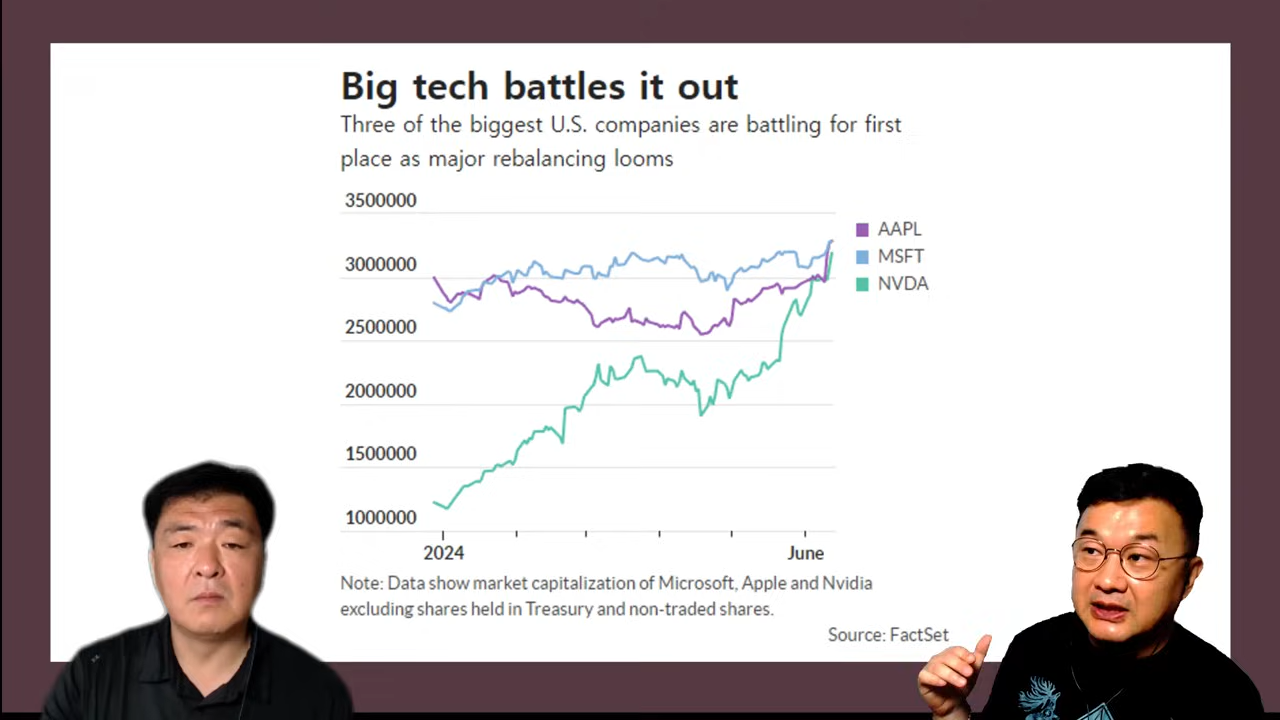 Big tech battles it out
Three of the biggest U.S. companies are battling for first
place as major rebalancing looms
3500000
AAPL
MSFT
3000000
NVDA
2500000
2000000
1500000
1000000
2024
June
Note: Data show market capitalization of Microsoft, Apple and Nvidia
excluding shares held in Treasury and non-traded shares.
Source: FactSet